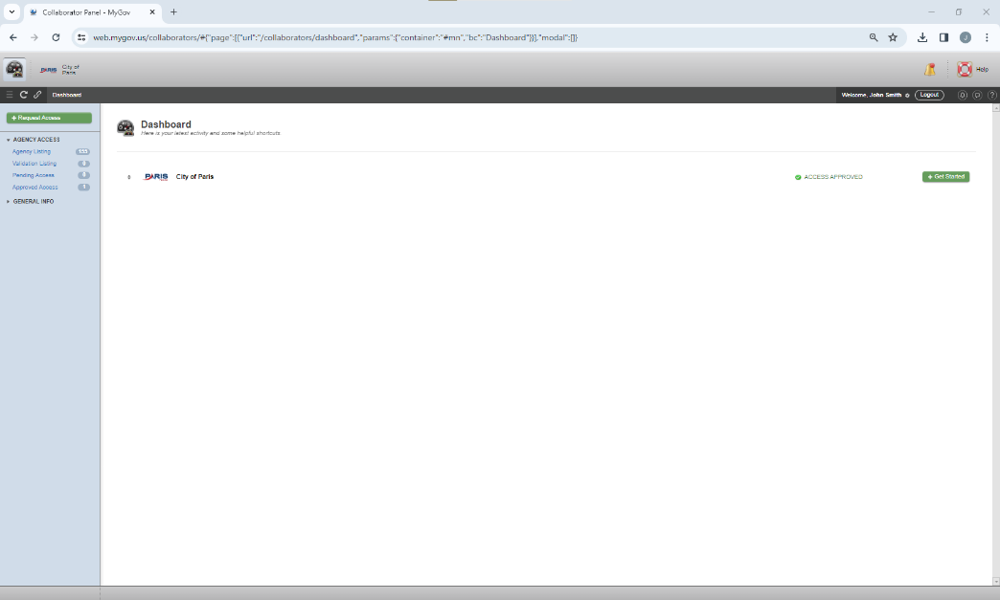 Collaborator Panel - MyGov
web.mygov.us/collaborators/#{"page":[{"url":"/collaborators/dashboard","params":{"container":"#mn","bc":"Dashboard"}}],"modal":[]}
J
PARIS City of Paris
Help
Dashboard
Welcome, John Smith
Logout
+ Request Access
AGENCY ACCESS
Agency Listing
Validation Listing
Pending Access
Approved Access 1
GENERAL INFO
Dashboard
Here is your latest activity and some helpful shortcuts.
PARIS City of Paris
ACCESS APPROVED
+ Get Started